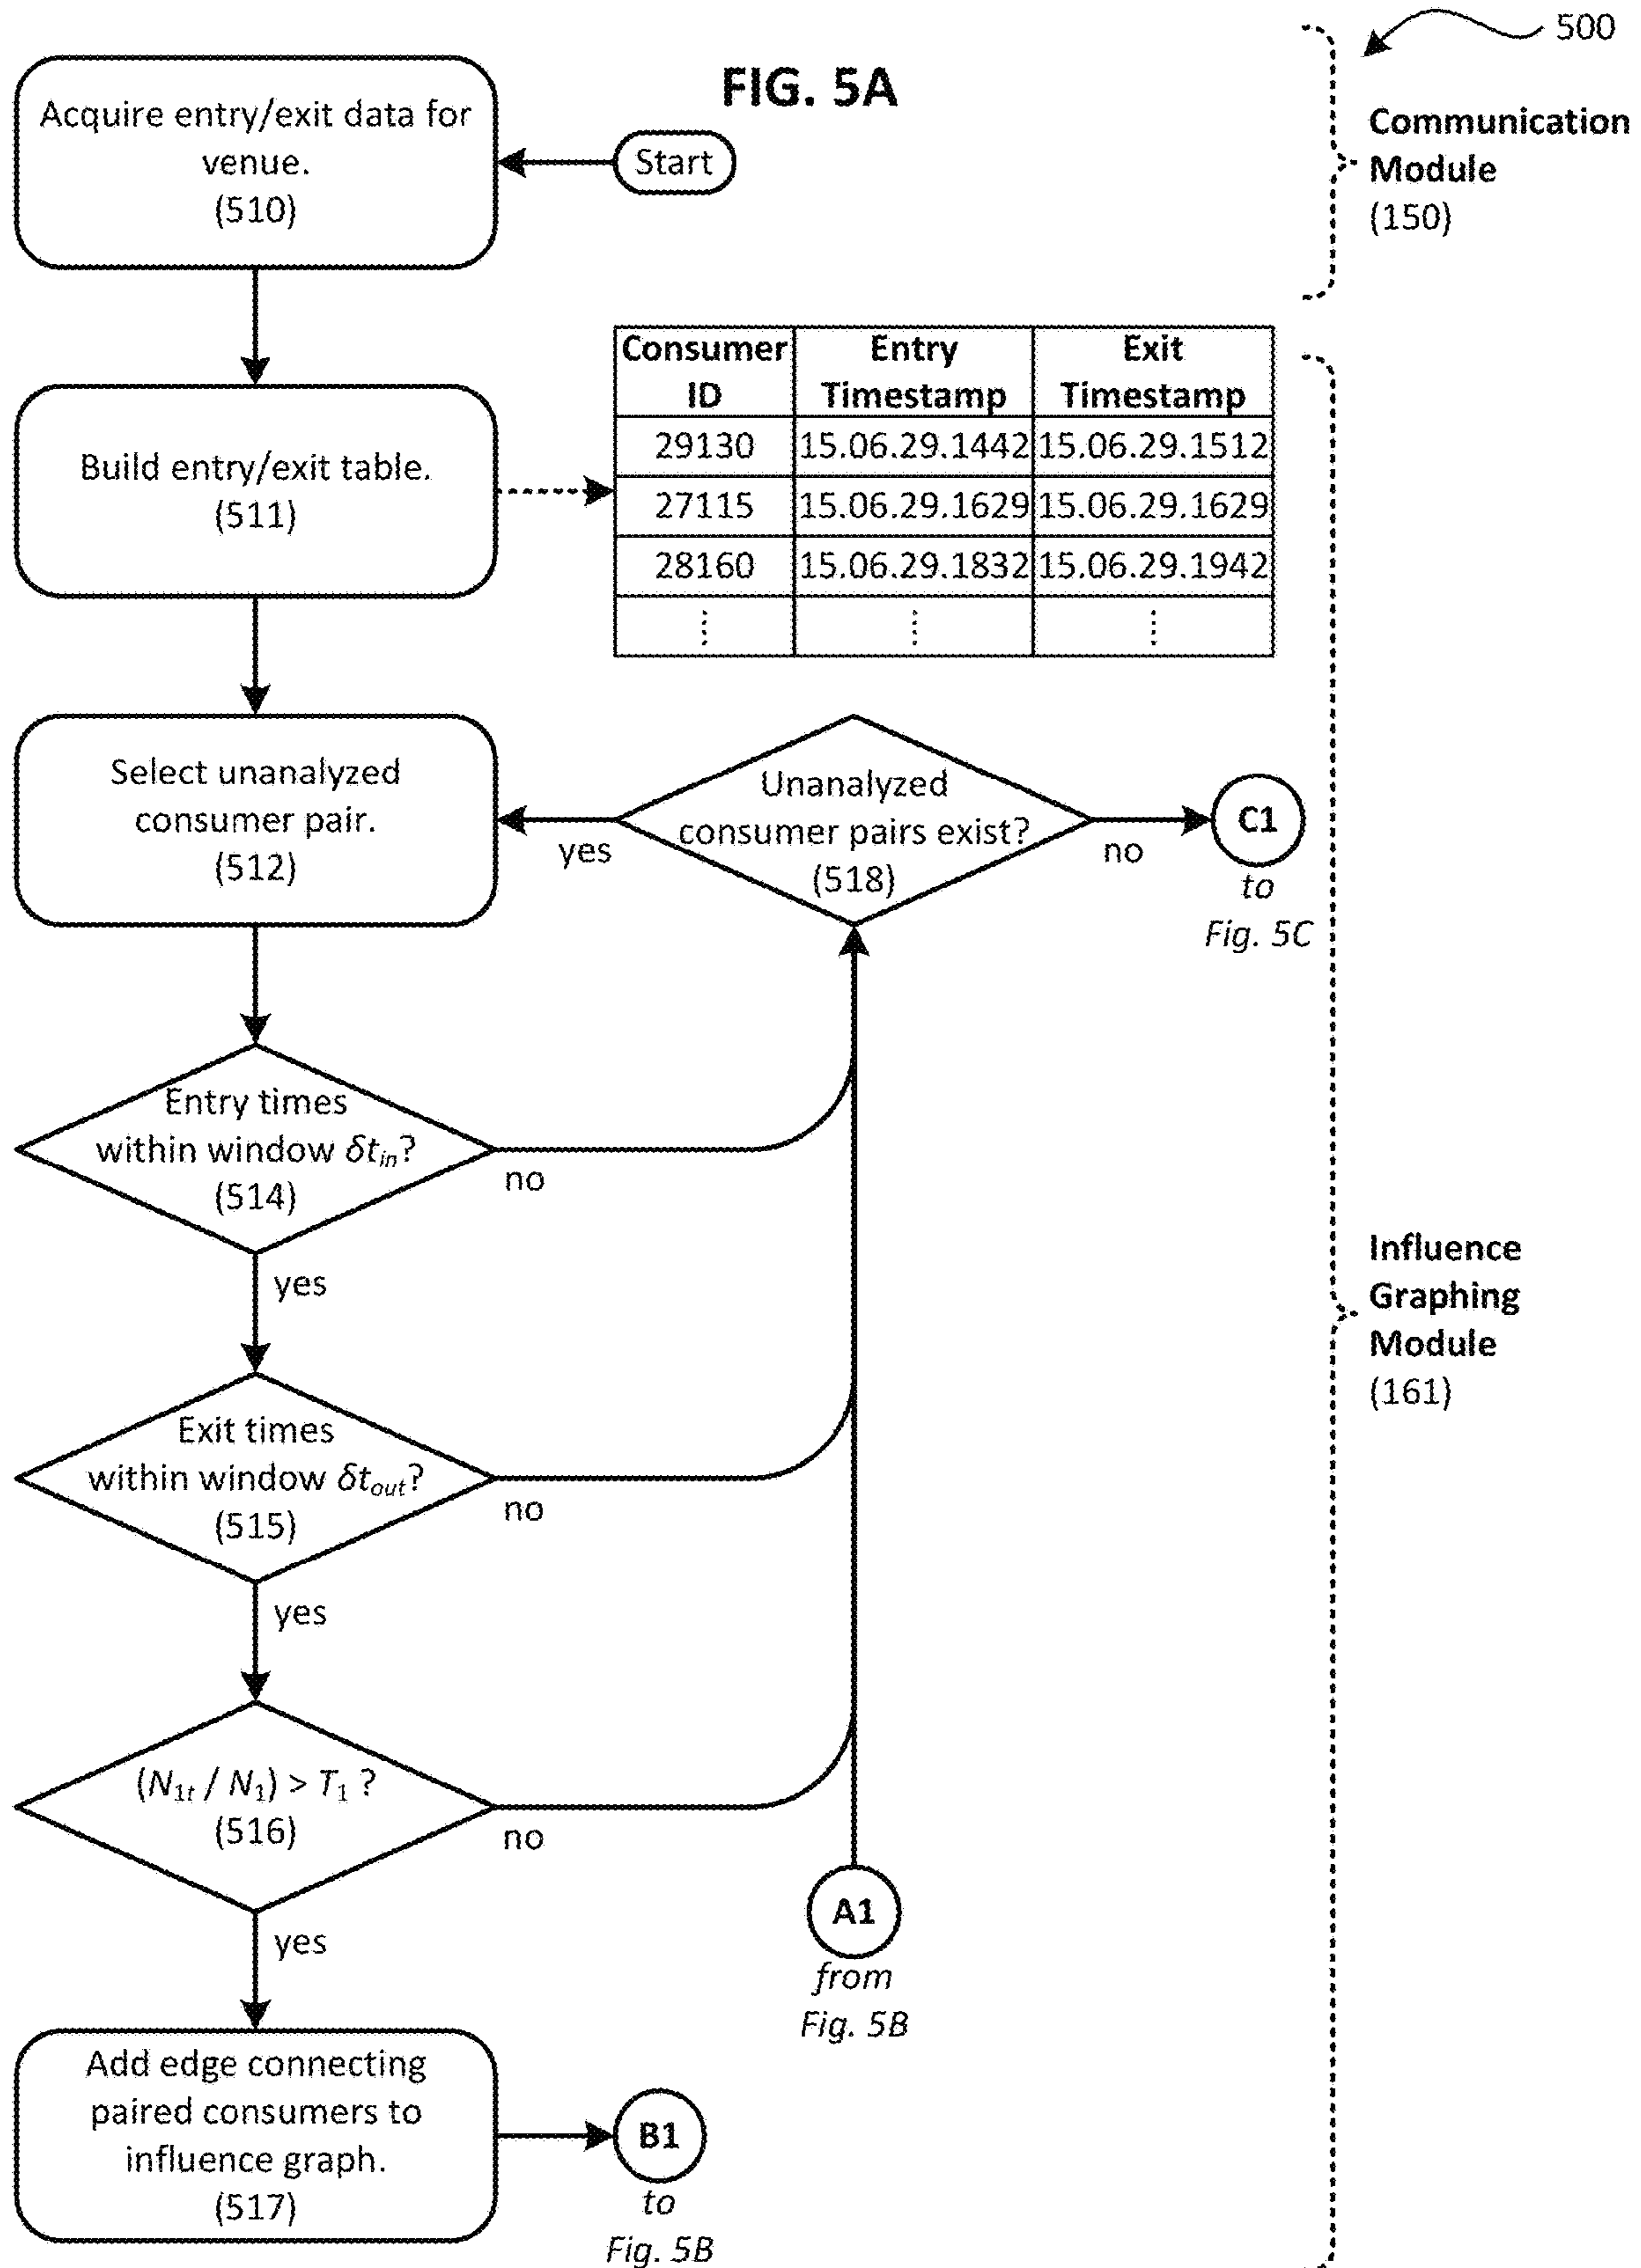 500
FIG. 5A
Acquire entry/exit data for
venue.
(510)
Start
Communication
Module
(150)
Consumer
ID
Entry
Timestamp
Exit
Timestamp
29130
15.06.29.1442
15.06.29.1512
27115
15.06.29.1629
15.06.29.1629
28160
15.06.29.1832
15.06.29.1942
⋮
⋮
⋮
Build entry/exit table.
(511)
Select unanalyzed
consumer pair.
(512)
yes
Unanalyzed
consumer pairs exist?
(518)
no
C1
to
Fig. 5C
Entry times
within window δtin?
(514)
no
yes
Influence
Graphing
Module
(161)
Exit times
within window δtout?
(515)
no
yes
(N1t / N1) > T1 ?
(516)
no
yes
A1
from
Fig. 5B
Add edge connecting
paired consumers to
influence graph.
(517)
B1
to
Fig. 5B